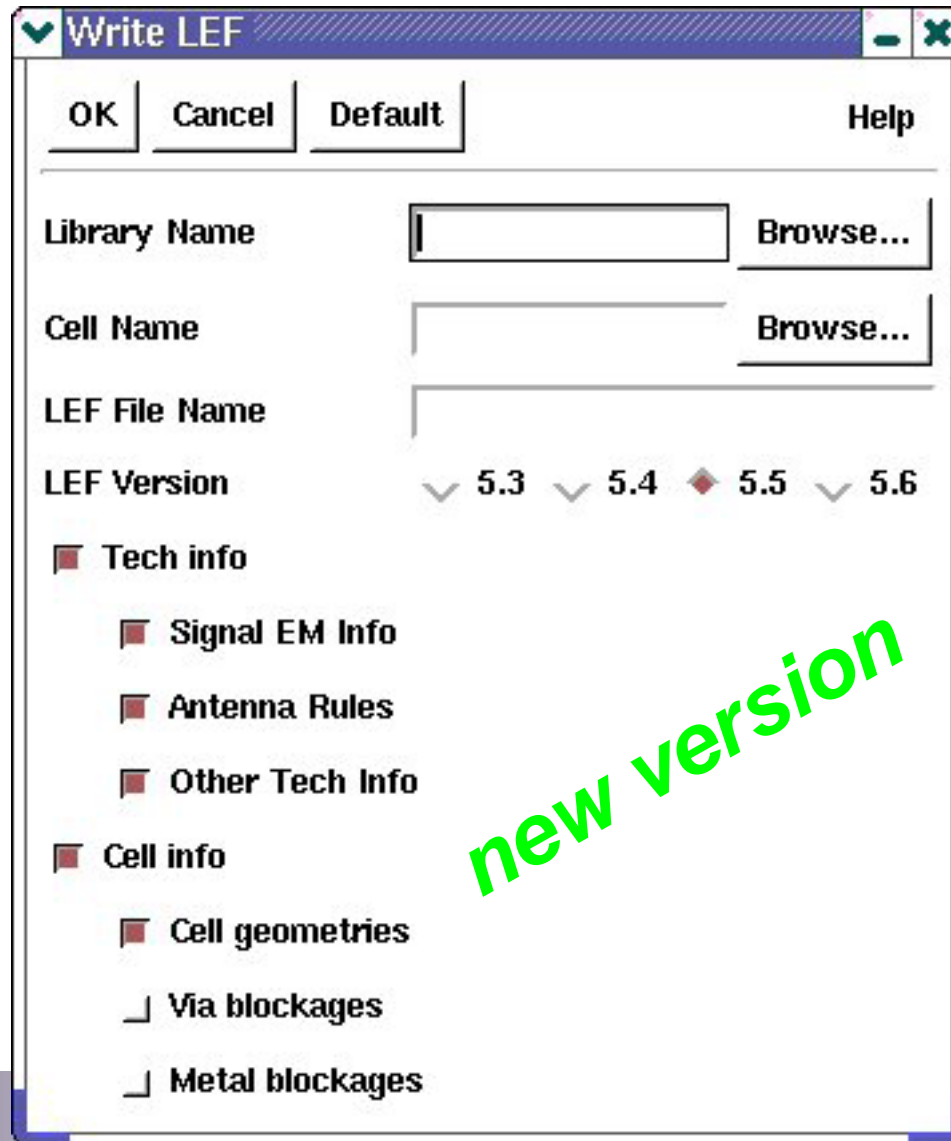 Write LEF
OK Cancel Default Help
Library Name Browse...
Cell Name Browse...
LEF File Name
LEF Version 5.3 5.4 5.5 5.6
Tech info
Signal EM Info
Antenna Rules
Other Tech Info
new version
Cell info
Cell geometries
Via blockages
Metal blockages